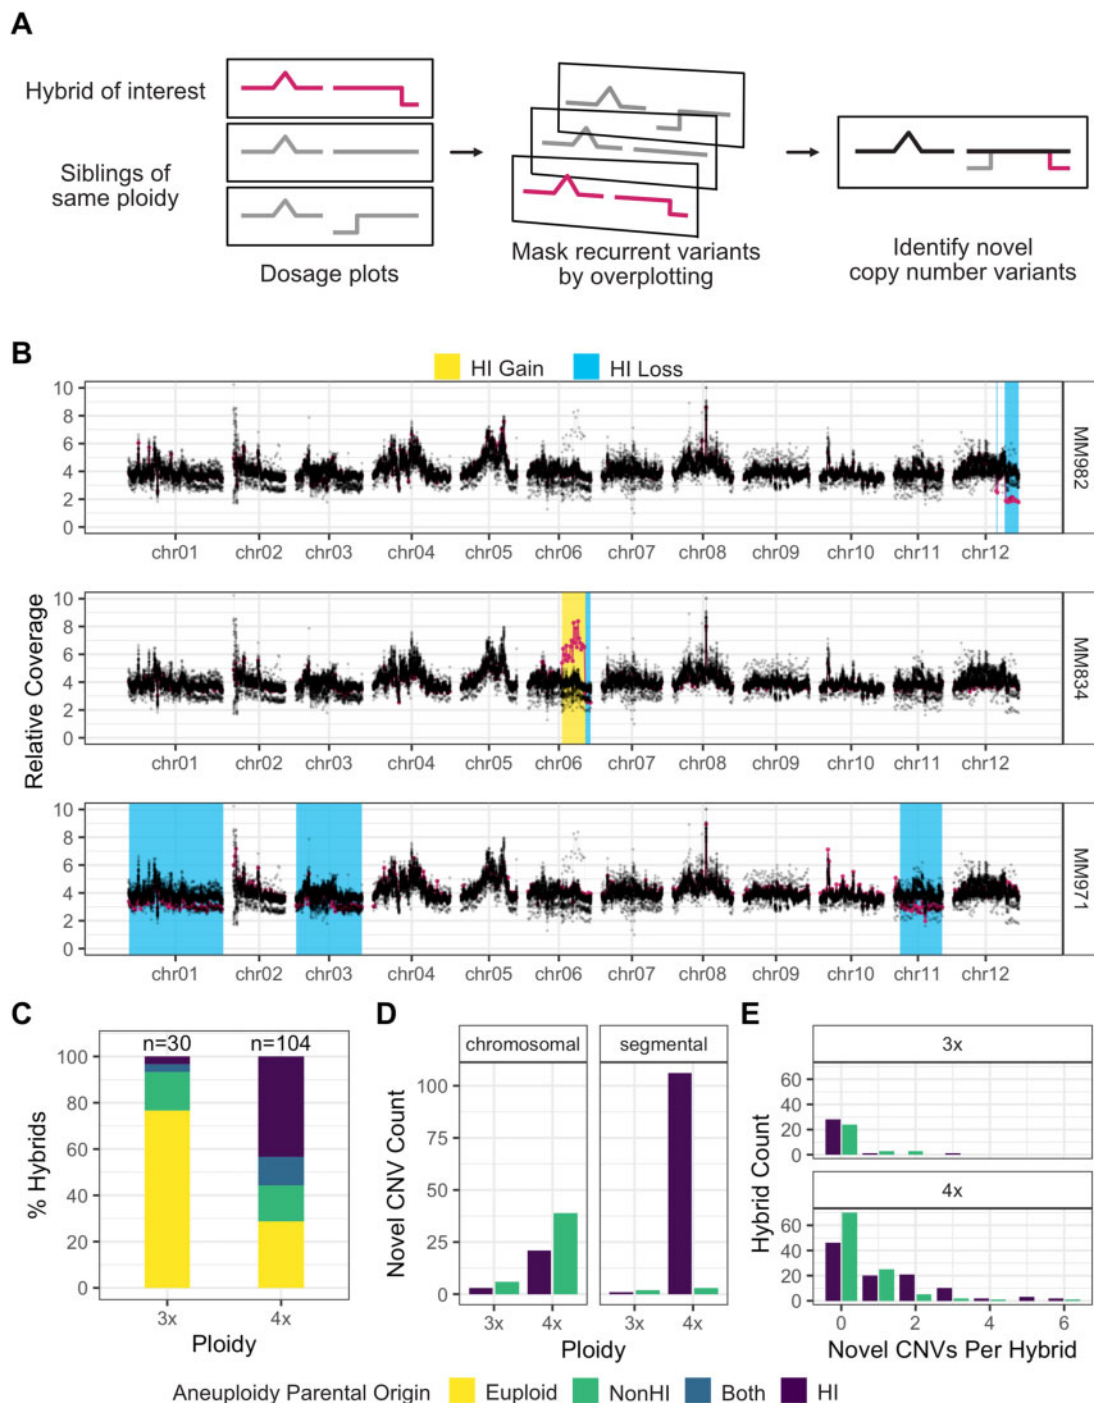 A
Hybrid of interest
Siblings of
same ploidy
Dosage plots
Mask recurrent variants
by overplotting
Identify novel
copy number variants
B
HI Gain HI Loss
Relative Coverage
10
8
6
4
2
0
MM982
chr01 chr02 chr03 chr04 chr05 chr06 chr07 chr08 chr09 chr10 chr11 chr12
10
8
6
4
2
0
MM834
chr01 chr02 chr03 chr04 chr05 chr06 chr07 chr08 chr09 chr10 chr11 chr12
10
8
6
4
2
0
MM971
chr01 chr02 chr03 chr04 chr05 chr06 chr07 chr08 chr09 chr10 chr11 chr12
C
n=30 n=104
% Hybrids
100
80
60
40
20
0
3x 4x
Ploidy
D
chromosomal segmental
Novel CNV Count
100
75
50
25
0
3x 4x 3x 4x
Ploidy
E
3x
Hybrid Count
60
40
20
0
4x
60
40
20
0
0 2 4 6
Novel CNVs Per Hybrid
Aneuploidy Parental Origin Euploid NonHI Both HI